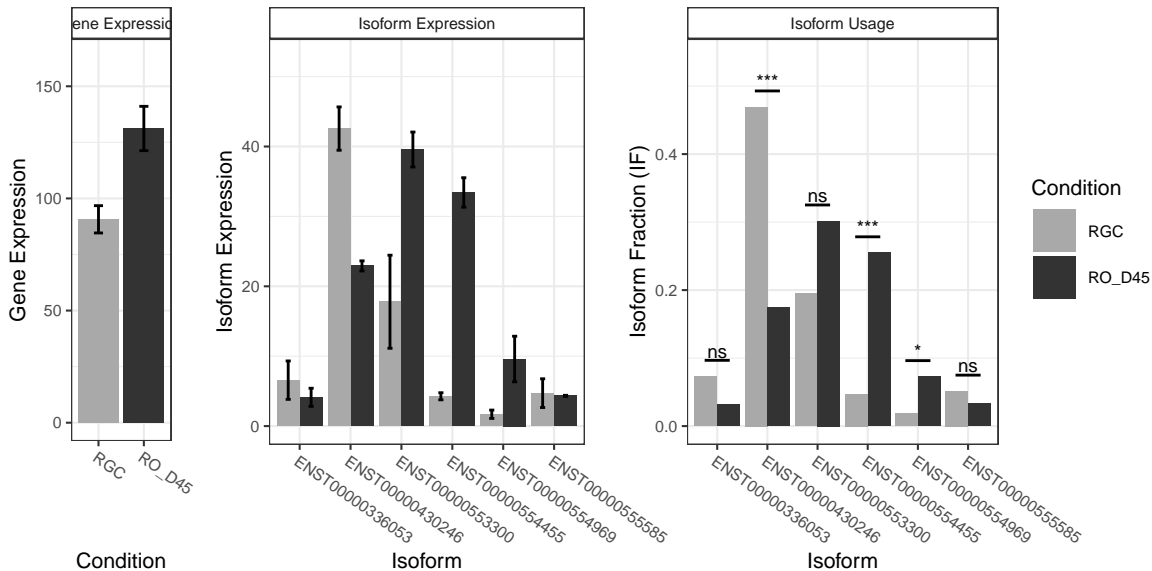 ene Expressio
Isoform Expression
Isoform Usage
Gene Expression
150
100
50
0
RGC
RO_D45
Condition
Isoform Expression
40
20
0
ENST00000336053
ENST00000430246
ENST00000553300
ENST00000554455
ENST00000554969
ENST00000555585
Isoform
Isoform Fraction (IF)
0.4
0.2
0.0
ns
***
ns
***
*
ns
ENST00000336053
ENST00000430246
ENST00000553300
ENST00000554455
ENST00000554969
ENST00000555585
Isoform
Condition
RGC
RO_D45